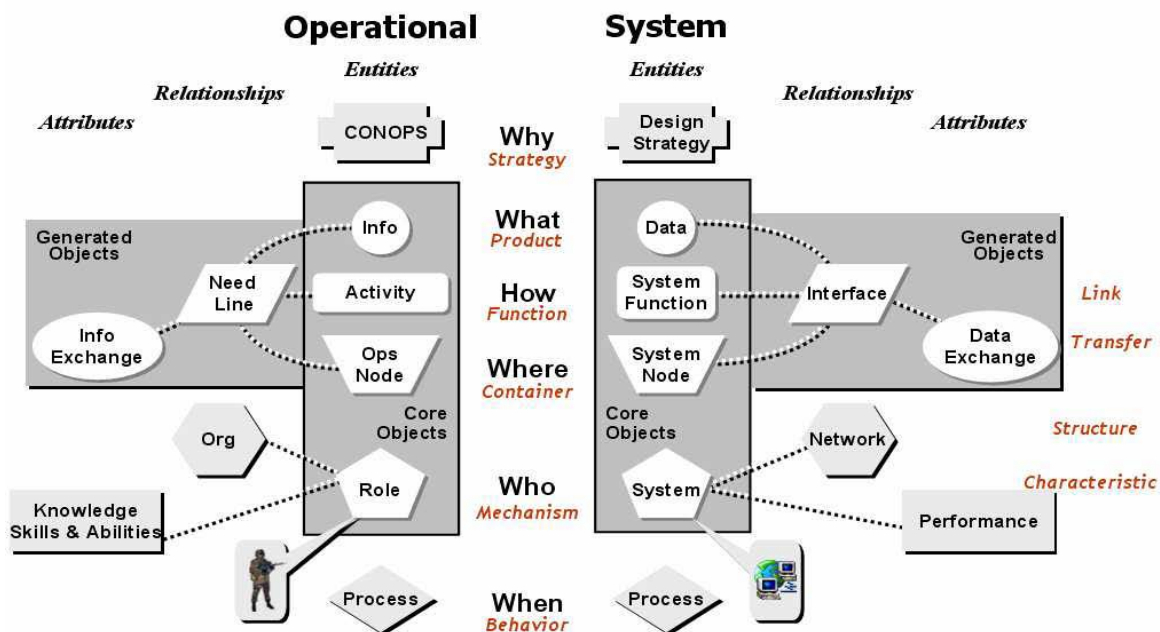 Operational
System
Entities
Entities
Relationships
Relationships
Attributes
Attributes
CONOPS
Why
Strategy
Design
Strategy
Info
What
Product
Data
Generated
Objects
Generated
Objects
Need
Line
Activity
How
Function
System
Function
Interface
Link
Info
Exchange
Ops
Node
Where
Container
System
Node
Data
Exchange
Transfer
Core
Objects
Core
Objects
Org
Network
Structure
Role
Who
Mechanism
System
Characteristic
Knowledge
Skills & Abilities
Performance
Process
When
Behavior
Process